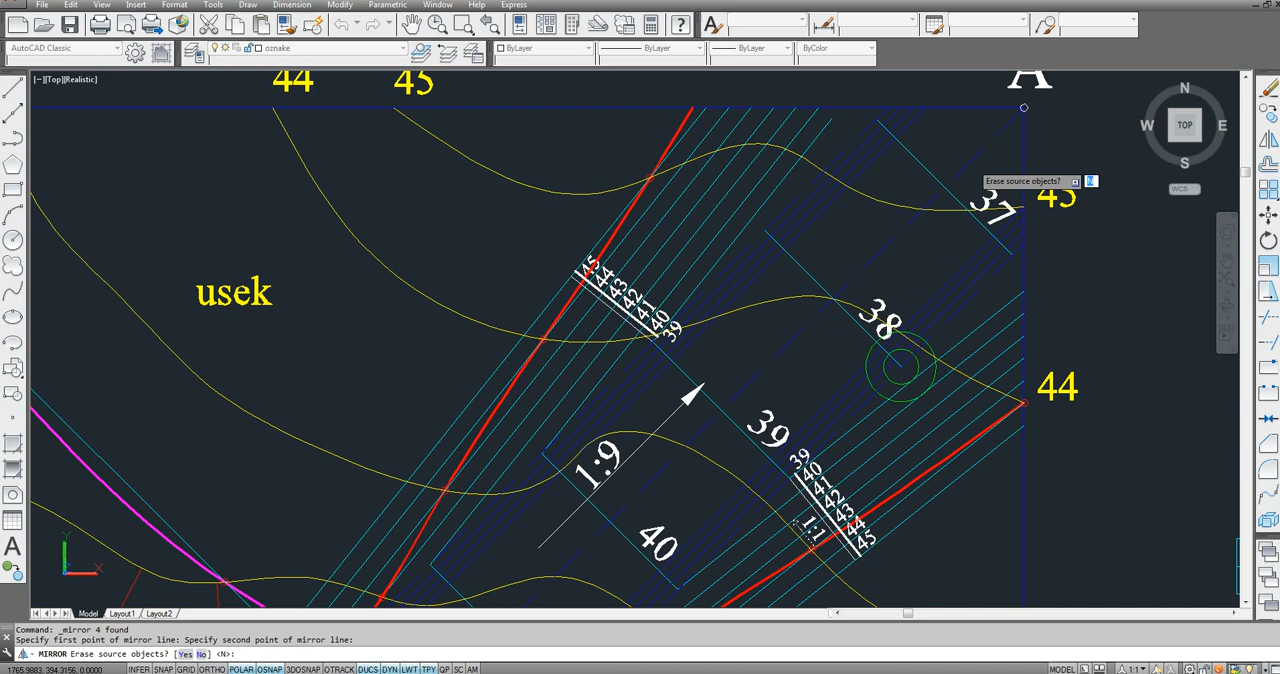 File Edit View Insert Format Tools Draw Dimension Modify Parametric Window Help Express
AutoCAD Classic
oznake
ByLayer
ByLayer
ByLayer
ByColor
[−][Top][Realistic]
44
45
A
N
W
TOP
E
S
WCS
Erase source objects?
N
37
45
usek
45
44
43
42
41
40
39
38
44
1:9
39
39
40
41
42
43
44
45
1:1
40
Y
X
Model
Layout1
Layout2
Command: _mirror 4 found
Specify first point of mirror line: Specify second point of mirror line:
MIRROR Erase source objects? [Yes No] <N>:
1765.9883, 394.3156, 0.0000
INFER SNAP GRID ORTHO POLAR OSNAP 3DOSNAP OTRACK DUCS DYN LWT TPY QP SC AM
MODEL
1:1